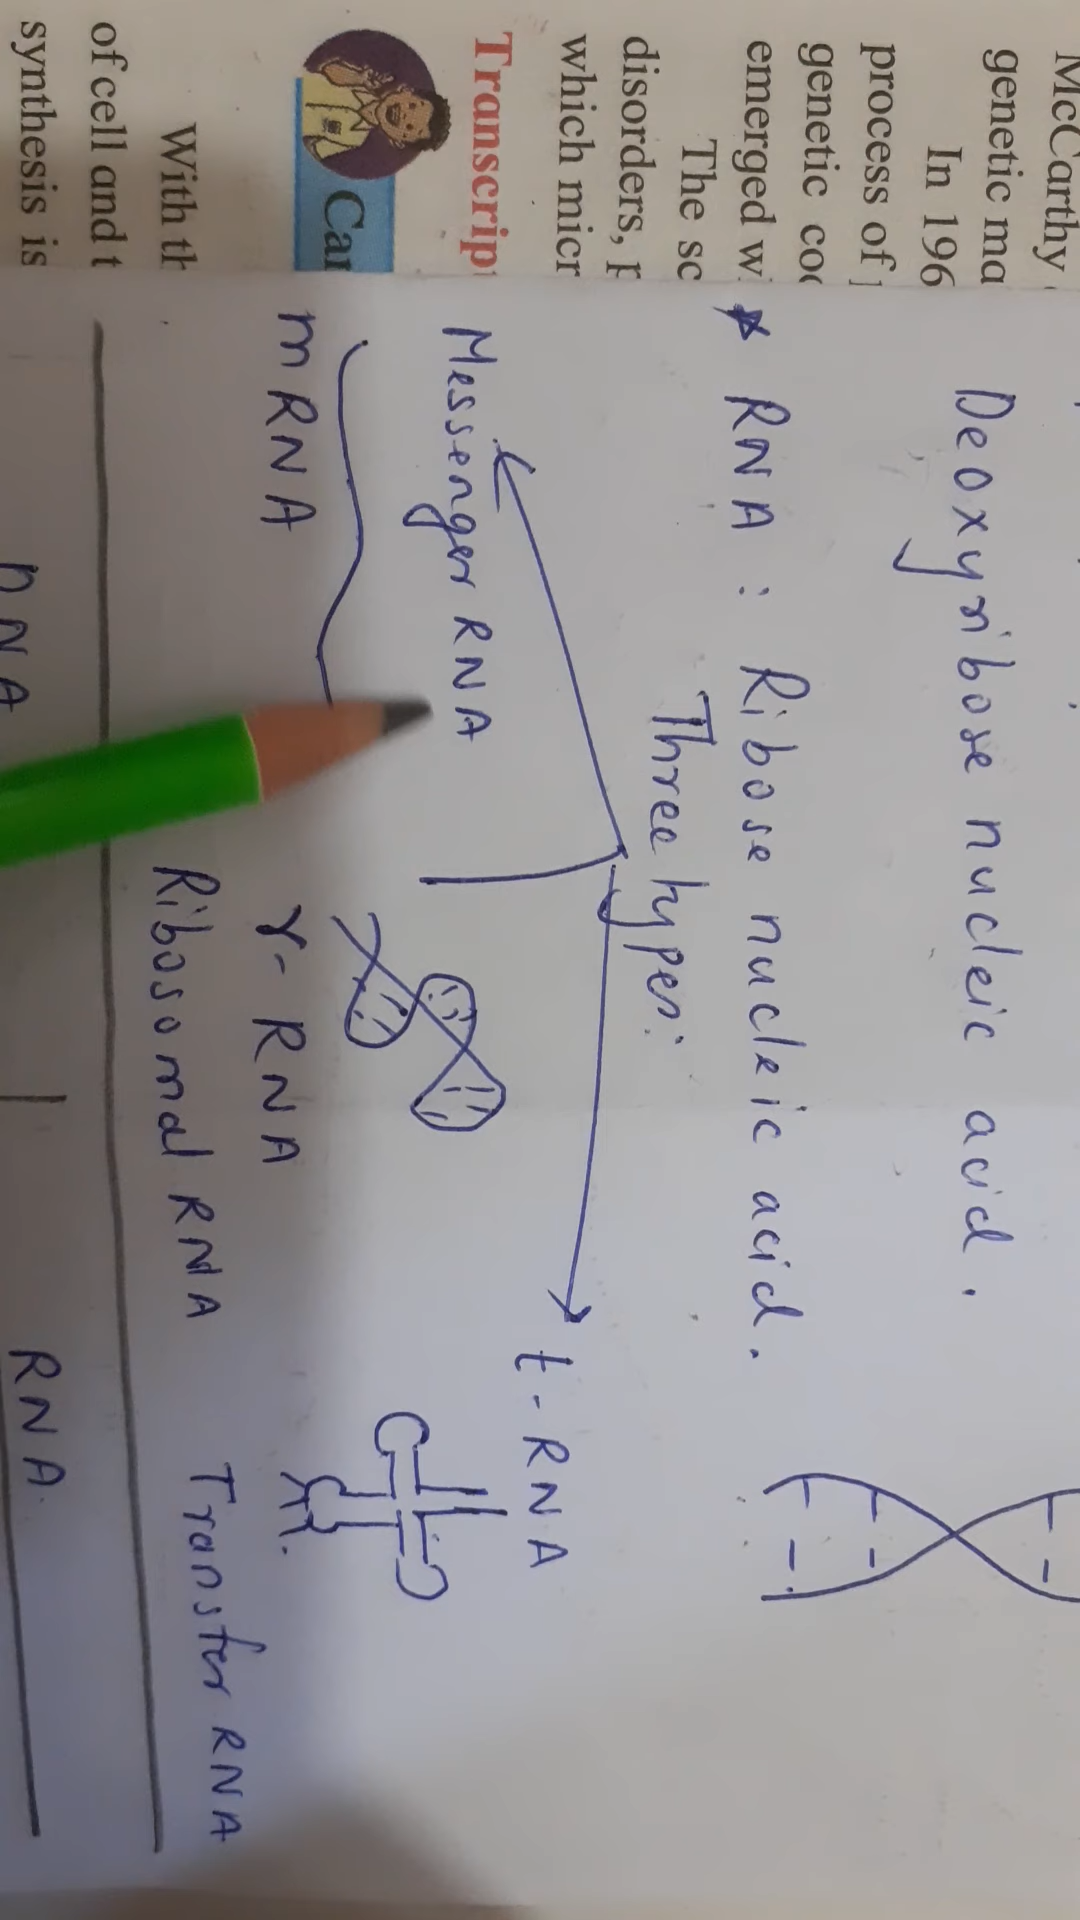 McCarthy
genetic ma
In 196
process of
genetic co
emerged w
The sc
disorders, p
which micr
Transcrip
Can
With th
of cell and t
synthesis is
Deoxyribose nucleic acid.
* RNA : Ribose nucleic acid.
Three types:
Messenger RNA
mRNA
r-RNA
Ribosomal RNA
t-RNA
Transfer RNA
DNA
RNA